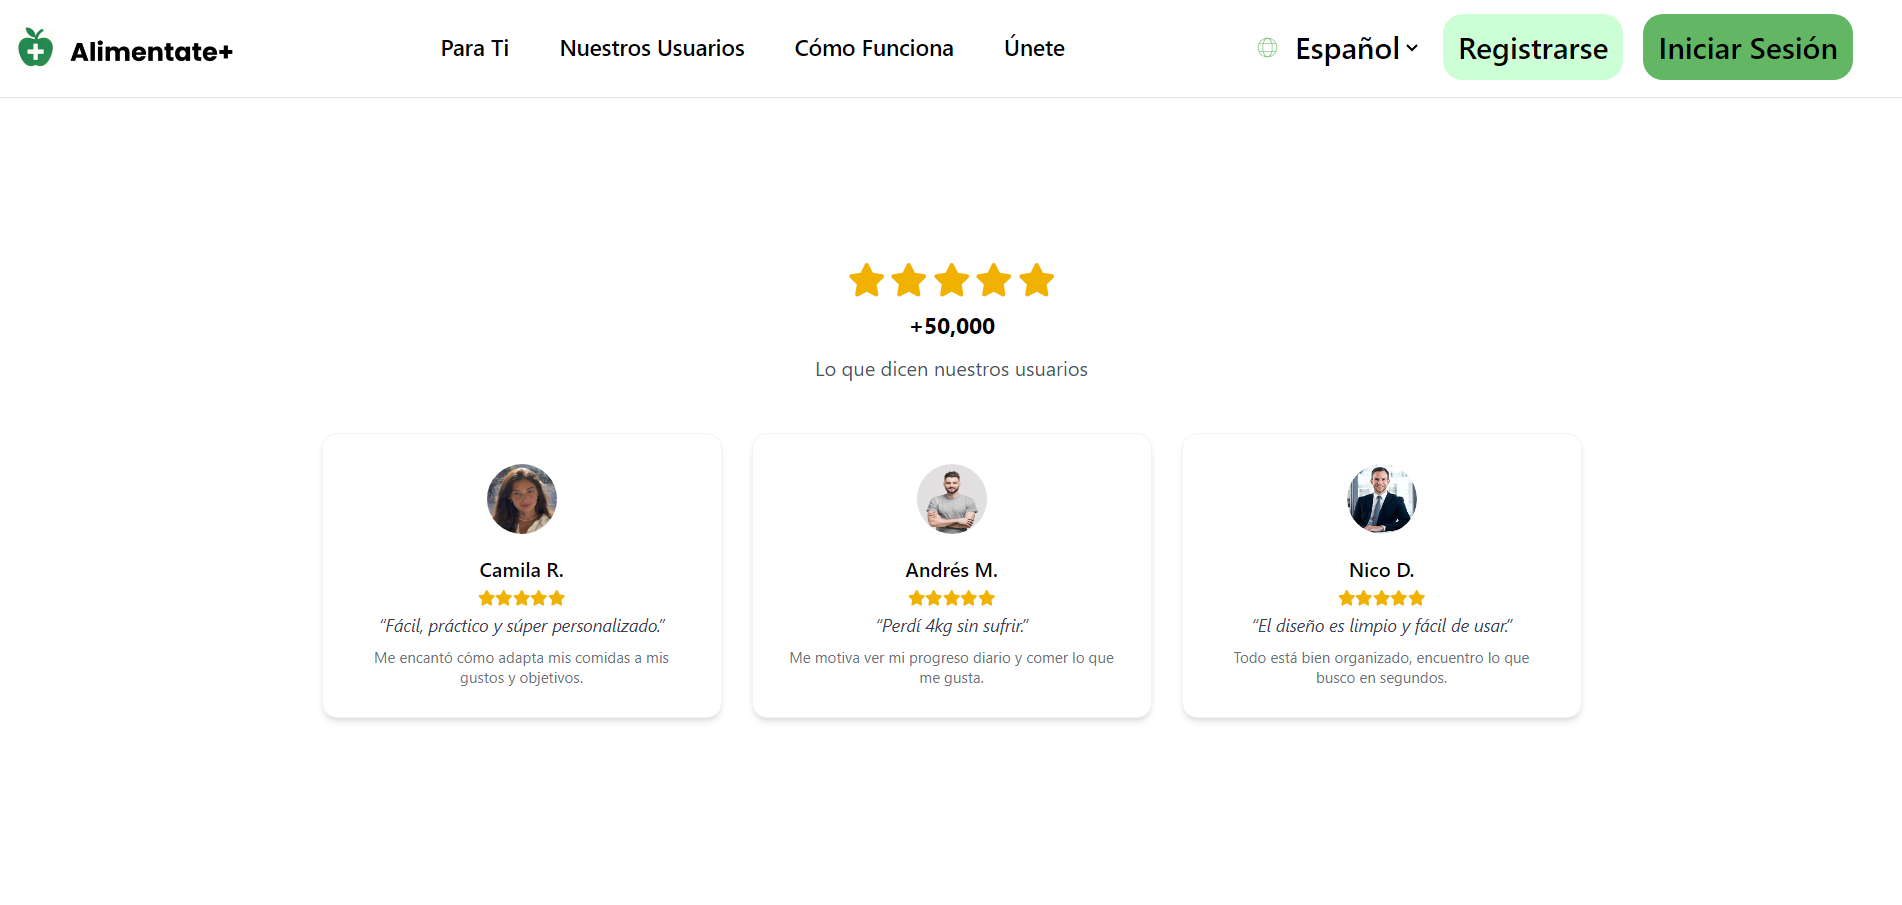 Alimentate+
Para Ti
Nuestros Usuarios
Cómo Funciona
Únete
Español
Registrarse
Iniciar Sesión
+50,000
Lo que dicen nuestros usuarios
Camila R.
“Fácil, práctico y súper personalizado.”
Me encantó cómo adapta mis comidas a mis
gustos y objetivos.
Andrés M.
“Perdí 4kg sin sufrir.”
Me motiva ver mi progreso diario y comer lo que
me gusta.
Nico D.
“El diseño es limpio y fácil de usar.”
Todo está bien organizado, encuentro lo que
busco en segundos.